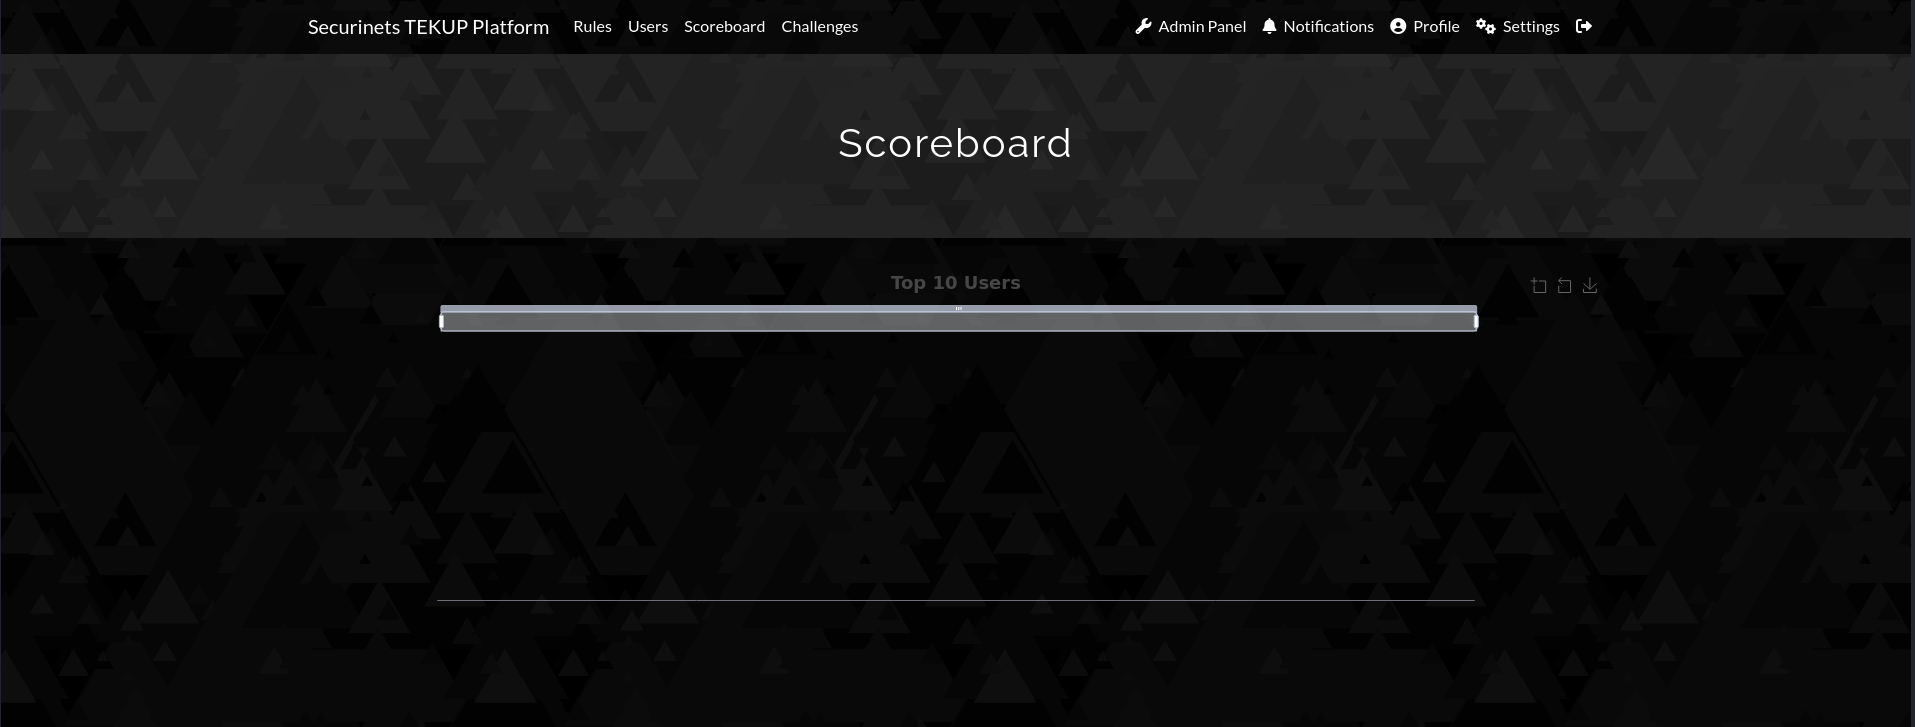 Securinets TEKUP Platform Rules Users Scoreboard Challenges Admin Panel Notifications Profile Settings
Scoreboard
Top 10 Users